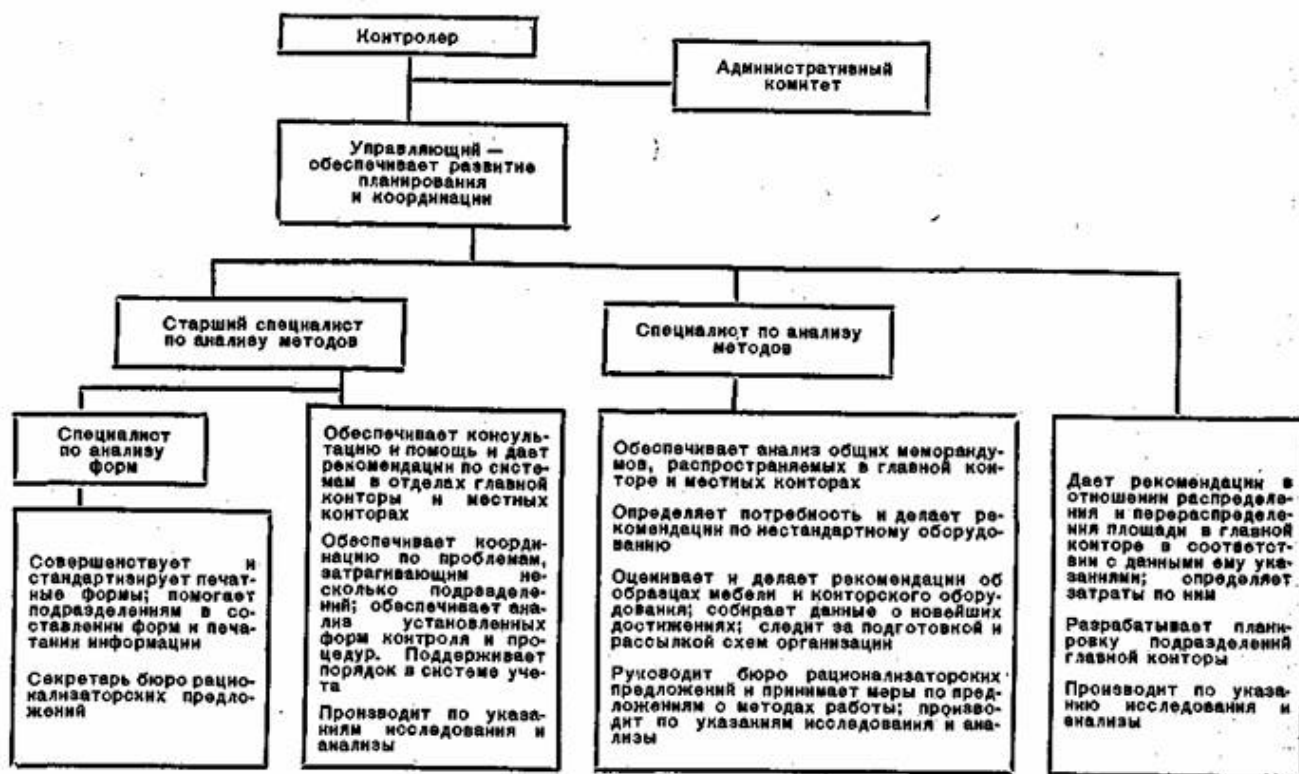 Контролер
Административный
комитет
Управляющий —
обеспечивает развитие
планирования
и координации
Старший специалист
по анализу методов
Специалист по анализу
методов
Специалист
по анализу
форм
Совершенствует и
стандартизирует печат-
ные формы; помогает
подразделениям в со-
ставлении форм и печа-
тании информации
Секретарь бюро рацио-
нализаторских предло-
жений
Обеспечивает консуль-
тацию и помощь и дает
рекомендации по систе-
мам в отделах главной
конторы и местных
конторах
Обеспечивает коорди-
нацию по проблемам,
затрагивающим не-
сколько подразделе-
ний; обеспечивает ана-
лиз установленных
форм контроля и про-
цедур. Поддерживает
порядок в системе уче-
та
Производит по указа-
ниям исследования и
анализы
Обеспечивает анализ общих меморанду-
мов, распространяемых в главной кон-
торе и местных конторах
Определяет потребность и делает ре-
комендации по нестандартному оборудо-
ванию
Оценивает и делает рекомендации об
образцах мебели и конторского обору-
дования; собирает данные о новейших
достижениях; следит за подготовкой и
рассылкой схем организации
Руководит бюро рационализаторских
предложений и принимает меры по пред-
ложениям о методах работы; произво-
дит по указаниям исследования и ана-
лизы
Дает рекомендации в
отношении распределе-
ния и перераспределе-
ния площади в главной
конторе в соответст-
вии с данными ему ука-
заниями; определяет
затраты по ним
Разрабатывает плани-
ровку подразделений
главной конторы
Производит по указа-
нию исследования и
анализы